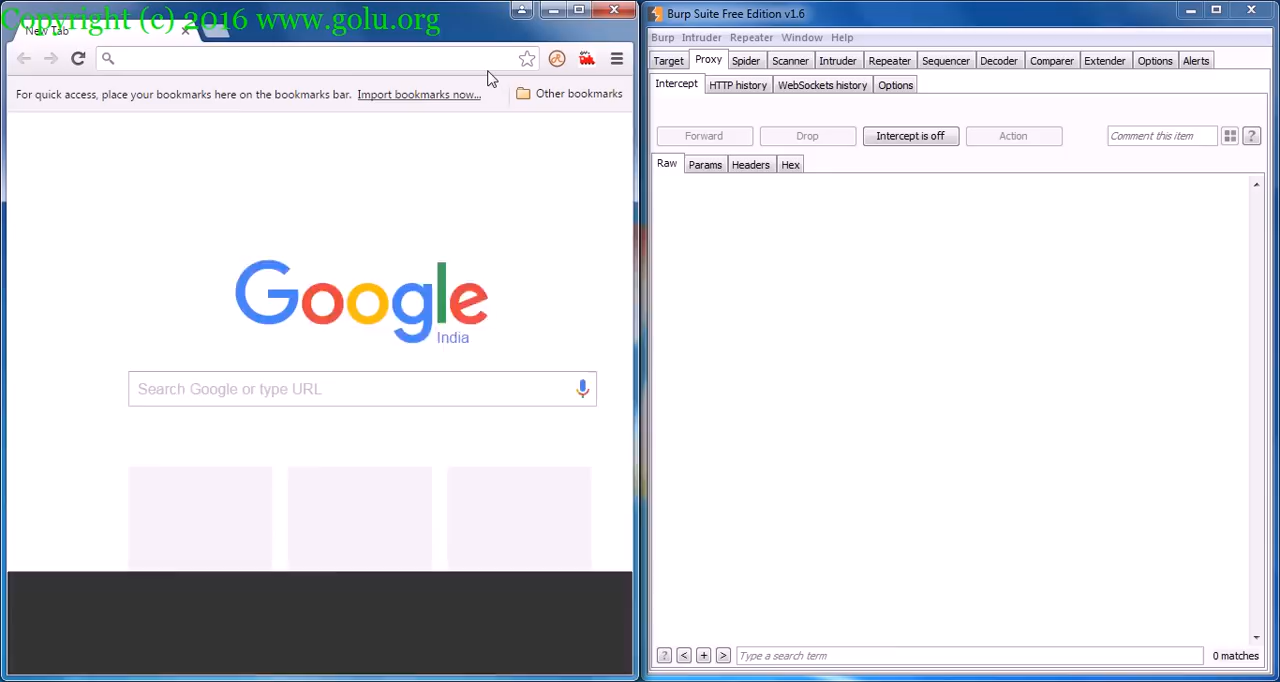 Copyright (c) 2016 www.golu.org
New Tab
For quick access, place your bookmarks here on the bookmarks bar. Import bookmarks now... Other bookmarks
Google
India
Search Google or type URL
Burp Suite Free Edition v1.6
Burp Intruder Repeater Window Help
Target Proxy Spider Scanner Intruder Repeater Sequencer Decoder Comparer Extender Options Alerts
Intercept HTTP history WebSockets history Options
Forward Drop Intercept is off Action Comment this item ?
Raw Params Headers Hex
? < + > Type a search term 0 matches